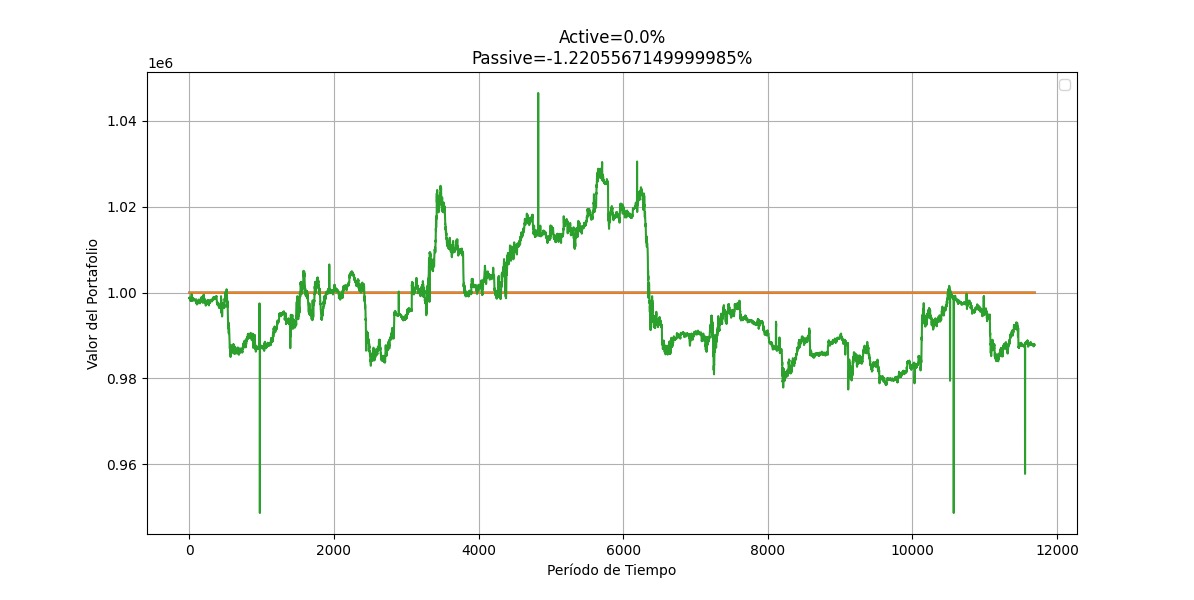 Active=0.0%
Passive=-1.2205567149999985%
1e6
1.04
1.02
1.00
0.98
0.96
Valor del Portafolio
0 2000 4000 6000 8000 10000 12000
Período de Tiempo